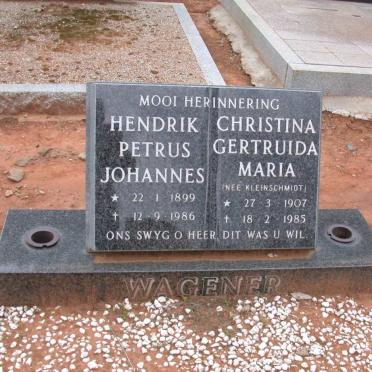 MOOI HERINNERING
HENDRIK
PETRUS
JOHANNES
★ 22·1·1899
✝ 12·9·1986
CHRISTINA
GERTRUIDA
MARIA
(NEE KLEINSCHMIDT)
★ 27·3·1907
✝ 18·2·1985
ONS SWYG O HEER, DIT WAS U WIL.
WAGENER